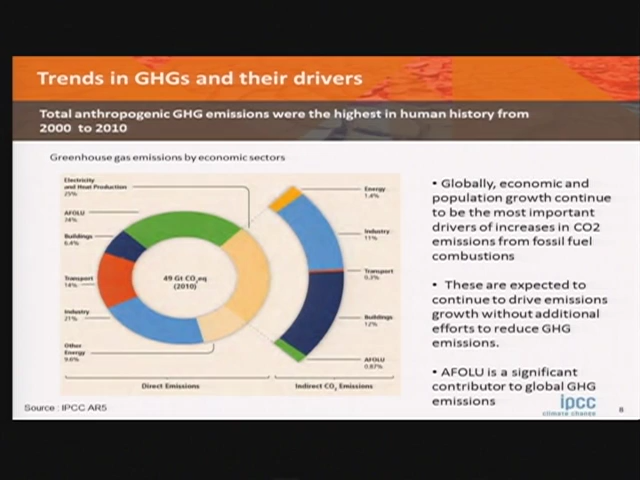 Trends in GHGs and their drivers
Total anthropogenic GHG emissions were the highest in human history from
2000 to 2010
Greenhouse gas emissions by economic sectors
Electricity
and Heat Production
25%
AFOLU
24%
Buildings
6.4%
Transport
14%
Industry
21%
Other
Energy
9.6%
49 Gt CO₂eq
(2010)
Energy
1.4%
Industry
11%
Transport
0.3%
Buildings
12%
AFOLU
0.87%
Direct Emissions
Indirect CO₂ Emissions
• Globally, economic and
population growth continue
to be the most important
drivers of increases in CO2
emissions from fossil fuel
combustions
• These are expected to
continue to drive emissions
growth without additional
efforts to reduce GHG
emissions.
• AFOLU is a significant
contributor to global GHG
emissions
Source : IPCC AR5
ipcc
climate change
8